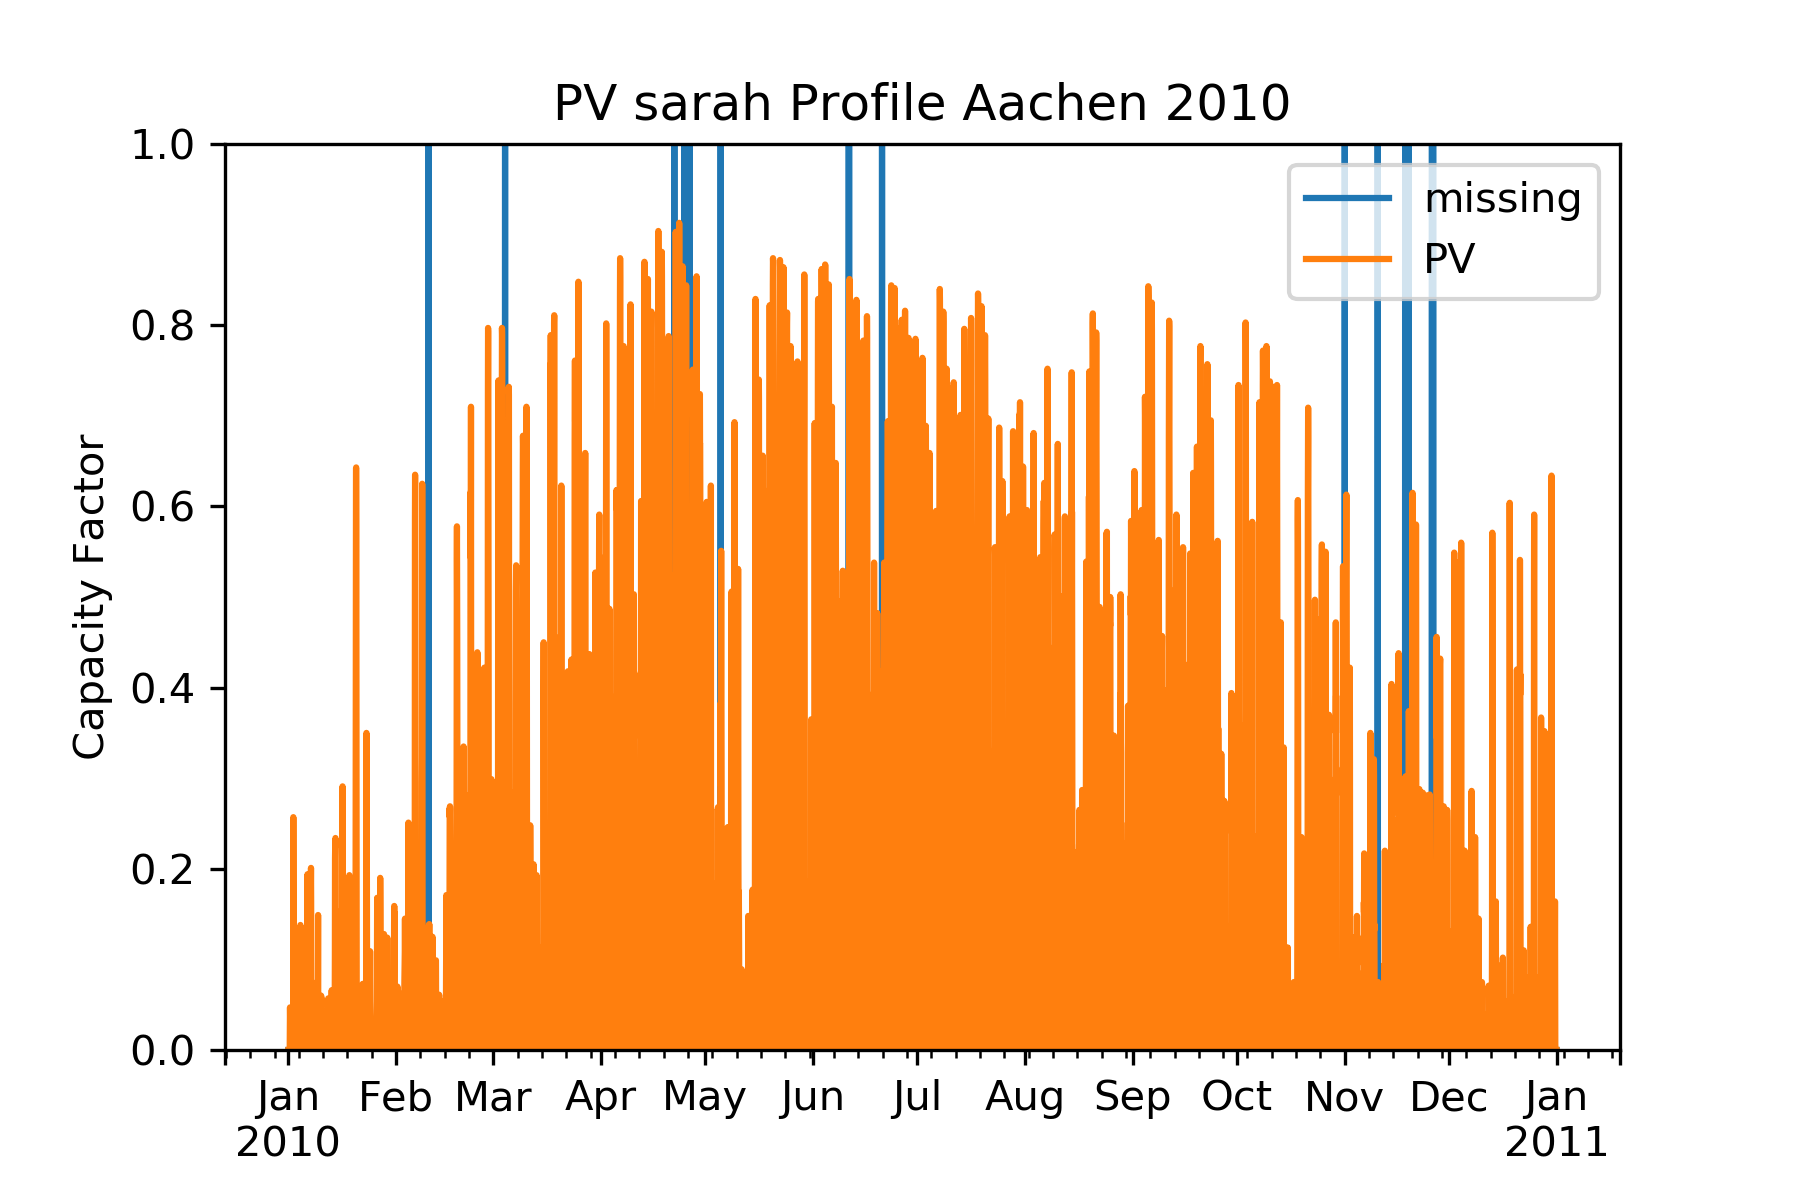 PV sarah Profile Aachen 2010
1.0
0.8
0.6
0.4
0.2
0.0
Capacity Factor
missing
PV
Jan Feb Mar Apr May Jun Jul Aug Sep Oct Nov Dec Jan
2010 2011